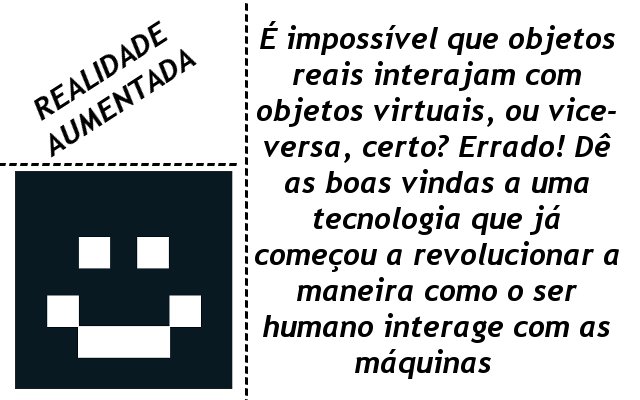 REALIDADE
AUMENTADA
É impossível que objetos
reais interajam com
objetos virtuais, ou vice-
versa, certo? Errado! Dê
as boas vindas a uma
tecnologia que já
começou a revolucionar a
maneira como o ser
humano interage com as
máquinas